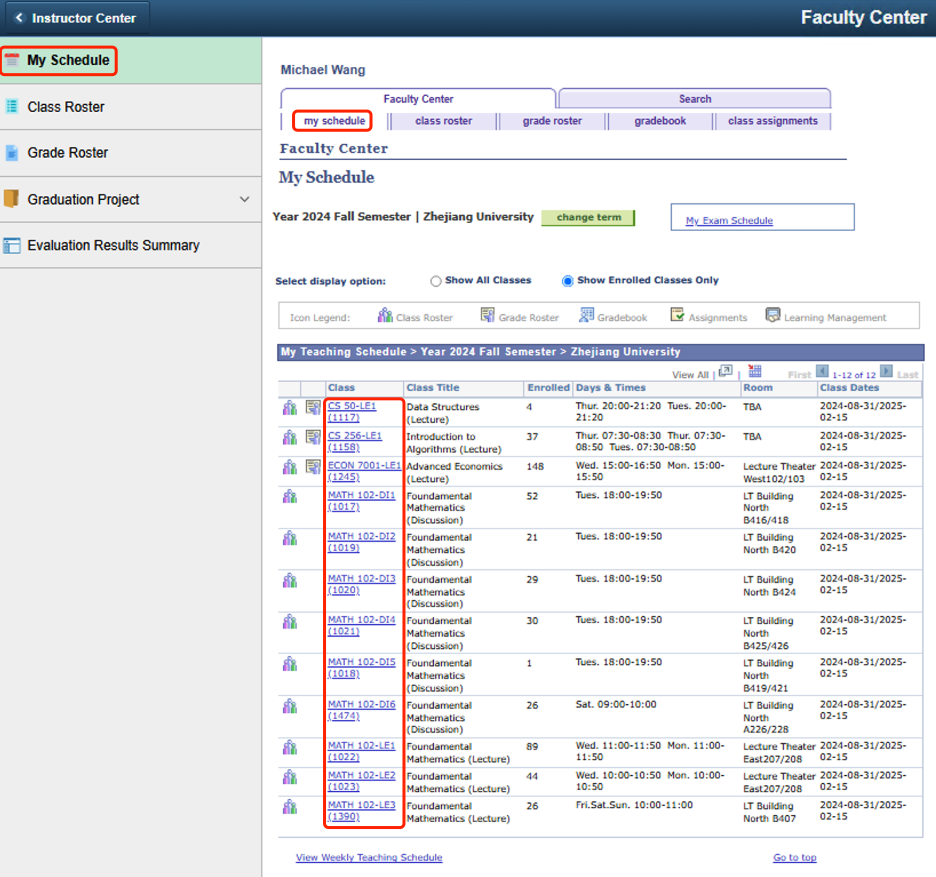 Instructor Center
Faculty Center
My Schedule
Class Roster
Grade Roster
Graduation Project
Evaluation Results Summary
Michael Wang
Faculty Center
Search
my schedule
class roster
grade roster
gradebook
class assignments
Faculty Center
My Schedule
Year 2024 Fall Semester | Zhejiang University
change term
My Exam Schedule
Select display option:
Show All Classes
Show Enrolled Classes Only
Icon Legend:
Class Roster
Grade Roster
Gradebook
Assignments
Learning Management
My Teaching Schedule > Year 2024 Fall Semester > Zhejiang University
View All |
|
First
1-12 of 12
Last
Class
Class Title
Enrolled
Days & Times
Room
Class Dates
CS 50-LE1
(1117)
Data Structures
(Lecture)
4
Thur. 20:00-21:20 Tues. 20:00-
21:20
TBA
2024-08-31/2025-
02-15
CS 256-LE1
(1158)
Introduction to
Algorithms (Lecture)
37
Thur. 07:30-08:30 Thur. 07:30-
08:50 Tues. 07:30-08:50
TBA
2024-08-31/2025-
02-15
ECON 7001-LE1
(1245)
Advanced Economics
(Lecture)
148
Wed. 15:00-16:50 Mon. 15:00-
15:50
Lecture Theater
West102/103
2024-08-31/2025-
02-15
MATH 102-DI1
(1017)
Foundamental
Mathematics
(Discussion)
52
Tues. 18:00-19:50
LT Building
North
B416/418
2024-08-31/2025-
02-15
MATH 102-DI2
(1019)
Foundamental
Mathematics
(Discussion)
21
Tues. 18:00-19:50
LT Building
North B420
2024-08-31/2025-
02-15
MATH 102-DI3
(1020)
Foundamental
Mathematics
(Discussion)
29
Tues. 18:00-19:50
LT Building
North B424
2024-08-31/2025-
02-15
MATH 102-DI4
(1021)
Foundamental
Mathematics
(Discussion)
30
Tues. 18:00-19:50
LT Building
North
B425/426
2024-08-31/2025-
02-15
MATH 102-DI5
(1018)
Foundamental
Mathematics
(Discussion)
1
Tues. 18:00-19:50
LT Building
North
B419/421
2024-08-31/2025-
02-15
MATH 102-DI6
(1474)
Foundamental
Mathematics
(Discussion)
26
Sat. 09:00-10:00
LT Building
North
A226/228
2024-08-31/2025-
02-15
MATH 102-LE1
(1022)
Foundamental
Mathematics (Lecture)
89
Wed. 11:00-11:50 Mon. 11:00-
11:50
Lecture Theater
East207/208
2024-08-31/2025-
02-15
MATH 102-LE2
(1023)
Foundamental
Mathematics (Lecture)
44
Wed. 10:00-10:50 Mon. 10:00-
10:50
Lecture Theater
East207/208
2024-08-31/2025-
02-15
MATH 102-LE3
(1390)
Foundamental
Mathematics (Lecture)
26
Fri.Sat.Sun. 10:00-11:00
LT Building
North B407
2024-08-31/2025-
02-15
View Weekly Teaching Schedule
Go to top